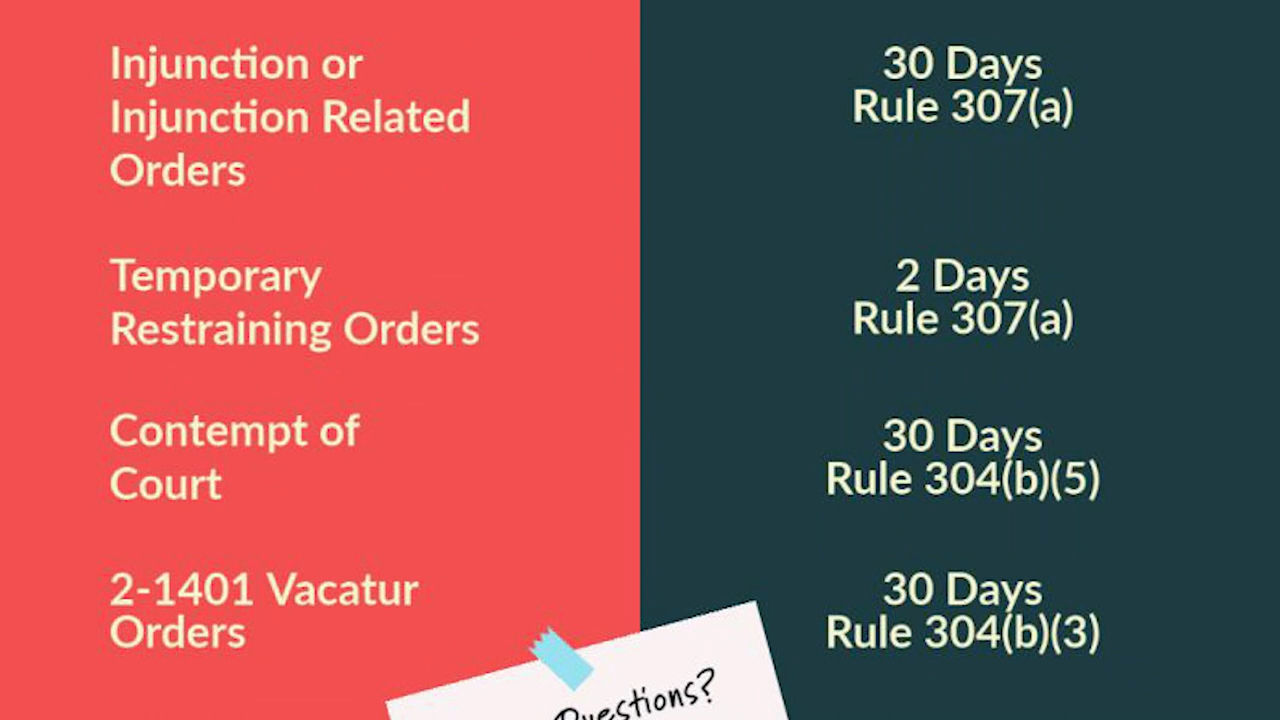 Injunction or
Injunction Related
Orders
30 Days
Rule 307(a)
Temporary
Restraining Orders
2 Days
Rule 307(a)
Contempt of
Court
30 Days
Rule 304(b)(5)
2-1401 Vacatur
Orders
30 Days
Rule 304(b)(3)
Questions?